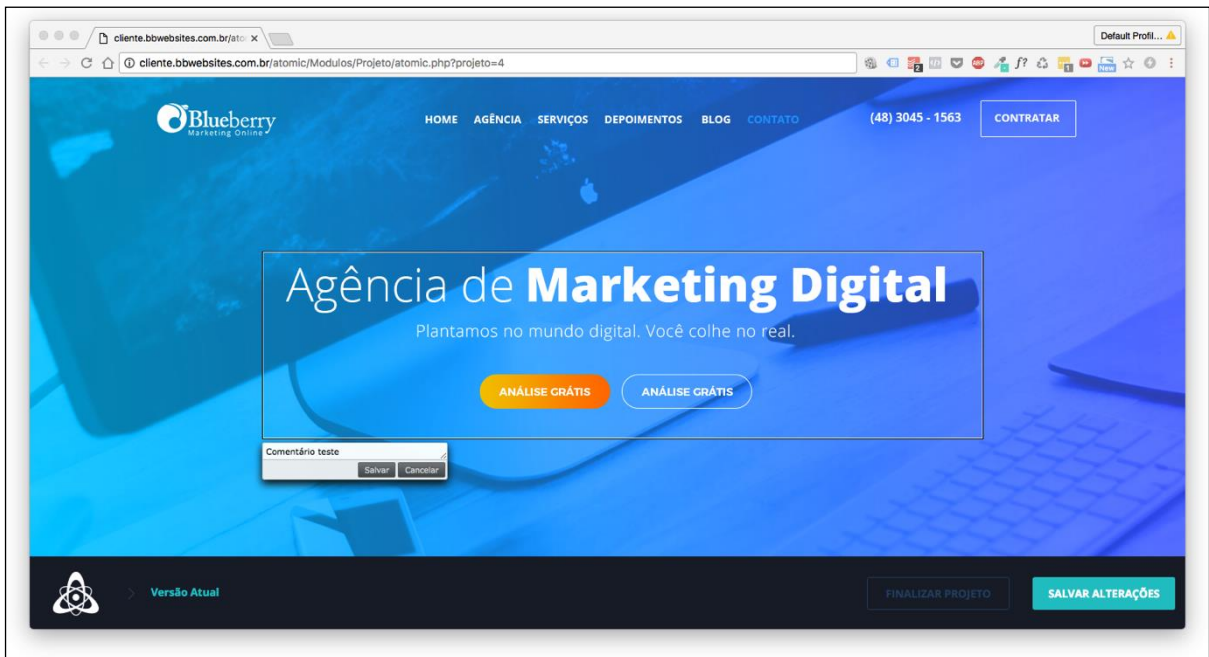 cliente.bbwebsites.com.br/ato
Default Profil...
cliente.bbwebsites.com.br/atomic/Modulos/Projeto/atomic.php?projeto=4
Blueberry
Marketing Online
HOME AGÊNCIA SERVIÇOS DEPOIMENTOS BLOG CONTATO
(48) 3045 - 1563
CONTRATAR
Agência de Marketing Digital
Plantamos no mundo digital. Você colhe no real.
ANÁLISE GRÁTIS
ANÁLISE GRÁTIS
Comentário teste
Salvar Cancelar
Versão Atual
FINALIZAR PROJETO
SALVAR ALTERAÇÕES